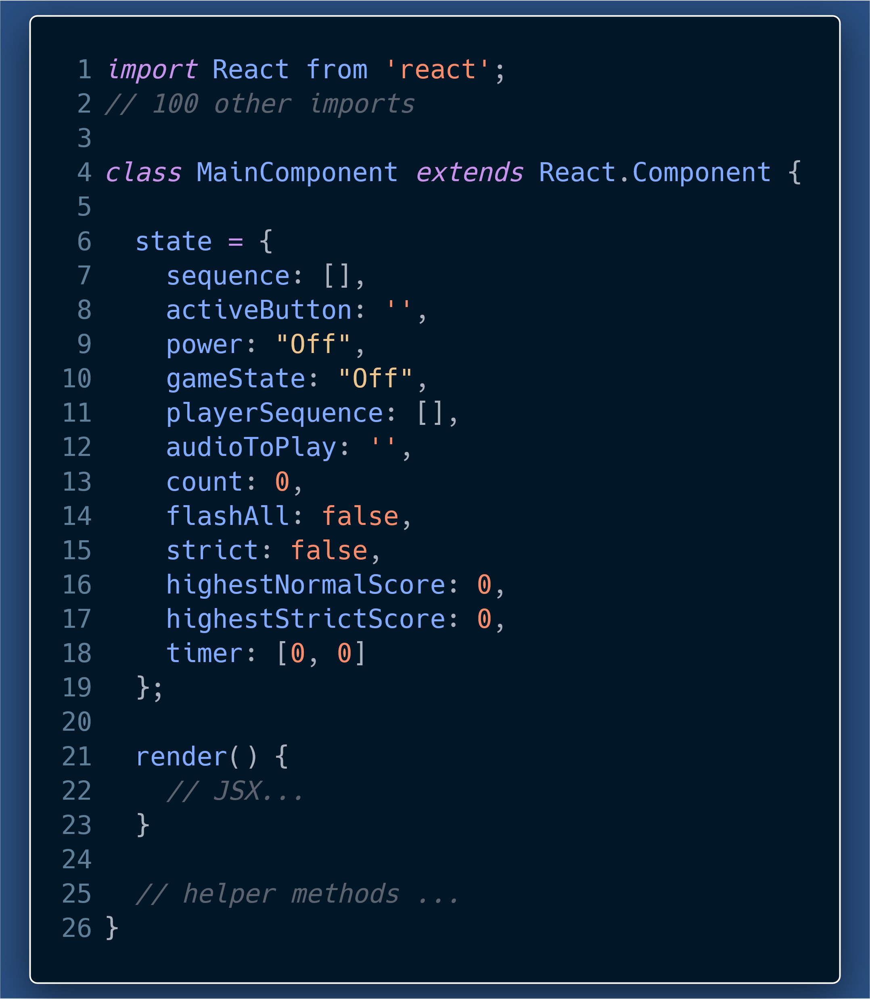 1 import React from 'react';
2 // 100 other imports
3
4 class MainComponent extends React.Component {
5
6   state = {
7     sequence: [],
8     activeButton: '',
9     power: "Off",
10     gameState: "Off",
11     playerSequence: [],
12     audioToPlay: '',
13     count: 0,
14     flashAll: false,
15     strict: false,
16     highestNormalScore: 0,
17     highestStrictScore: 0,
18     timer: [0, 0]
19   };
20
21   render() {
22     // JSX...
23   }
24
25   // helper methods ...
26 }